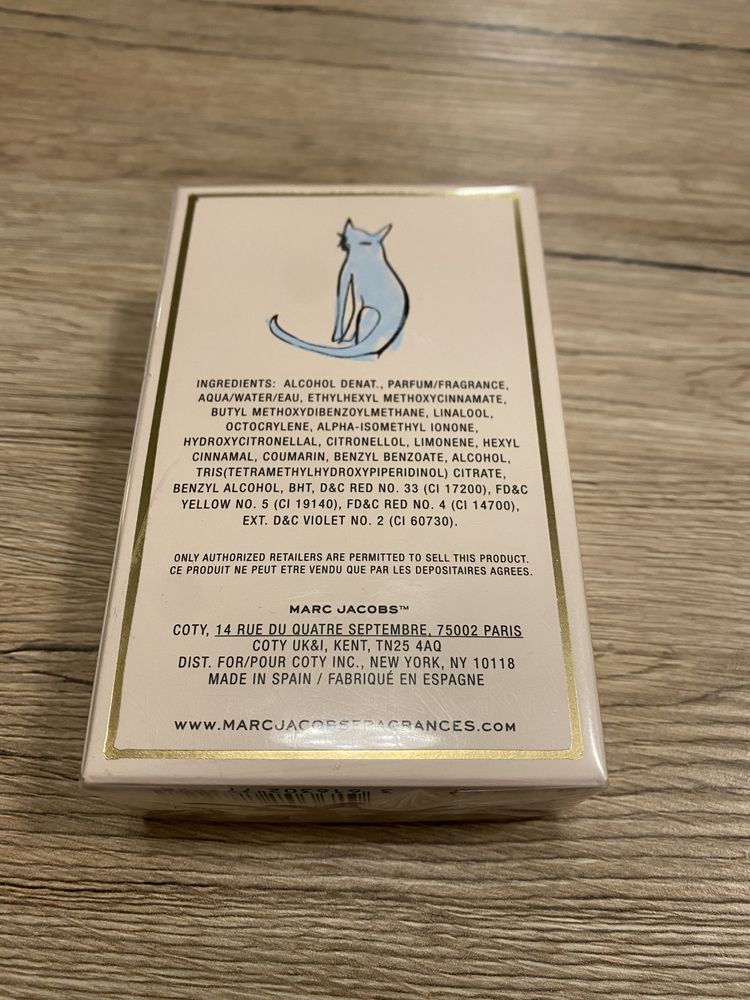 INGREDIENTS: ALCOHOL DENAT., PARFUM/FRAGRANCE,
AQUA/WATER/EAU, ETHYLHEXYL METHOXYCINNAMATE,
BUTYL METHOXYDIBENZOYLMETHANE, LINALOOL,
OCTOCRYLENE, ALPHA-ISOMETHYL IONONE,
HYDROXYCITRONELLAL, CITRONELLOL, LIMONENE, HEXYL
CINNAMAL, COUMARIN, BENZYL BENZOATE, ALCOHOL,
TRIS(TETRAMETHYLHYDROXYPIPERIDINOL) CITRATE,
BENZYL ALCOHOL, BHT, D&C RED NO. 33 (CI 17200), FD&C
YELLOW NO. 5 (CI 19140), FD&C RED NO. 4 (CI 14700),
EXT. D&C VIOLET NO. 2 (CI 60730).
ONLY AUTHORIZED RETAILERS ARE PERMITTED TO SELL THIS PRODUCT.
CE PRODUIT NE PEUT ETRE VENDU QUE PAR LES DEPOSITAIRES AGREES.
MARC JACOBS™
COTY, 14 RUE DU QUATRE SEPTEMBRE, 75002 PARIS
COTY UK&I, KENT, TN25 4AQ
DIST. FOR/POUR COTY INC., NEW YORK, NY 10118
MADE IN SPAIN / FABRIQUÉ EN ESPAGNE
WWW.MARCJACOBSFRAGRANCES.COM